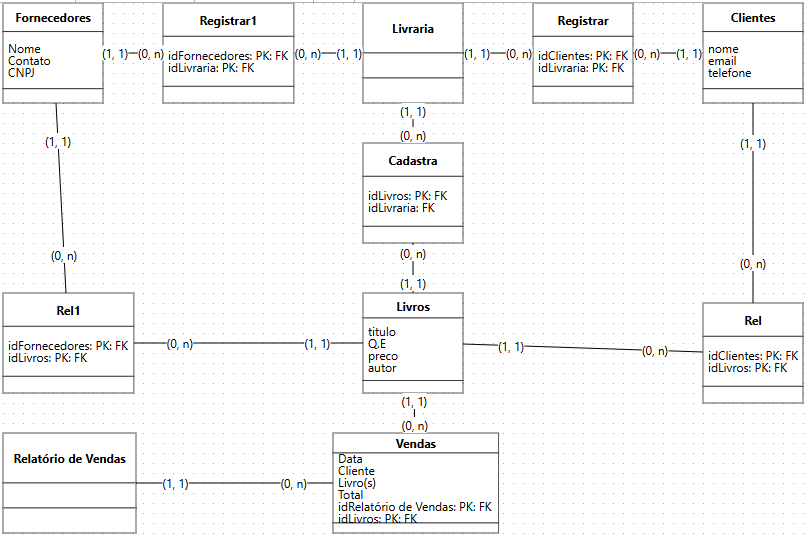 Fornecedores
Nome
Contato
CNPJ
(1, 1)
(0, n)
Registrar1
idFornecedores: PK: FK
idLivraria: PK: FK
(0, n)
(1, 1)
Livraria
(1, 1)
(0, n)
Registrar
idClientes: PK: FK
idLivraria: PK: FK
(0, n)
(1, 1)
Clientes
nome
email
telefone
(1, 1)
(0, n)
Cadastra
idLivros: PK: FK
idLivraria: FK
(1, 1)
(1, 1)
(0, n)
(0, n)
(0, n)
(1, 1)
Rel1
idFornecedores: PK: FK
idLivros: PK: FK
(0, n)
(1, 1)
Livros
titulo
Q.E
preco
autor
(1, 1)
(0, n)
Rel
idClientes: PK: FK
idLivros: PK: FK
(1, 1)
(0, n)
Relatório de Vendas
(1, 1)
(0, n)
Vendas
Data
Cliente
Livro(s)
Total
idRelatório de Vendas: PK: FK
idLivros: PK: FK